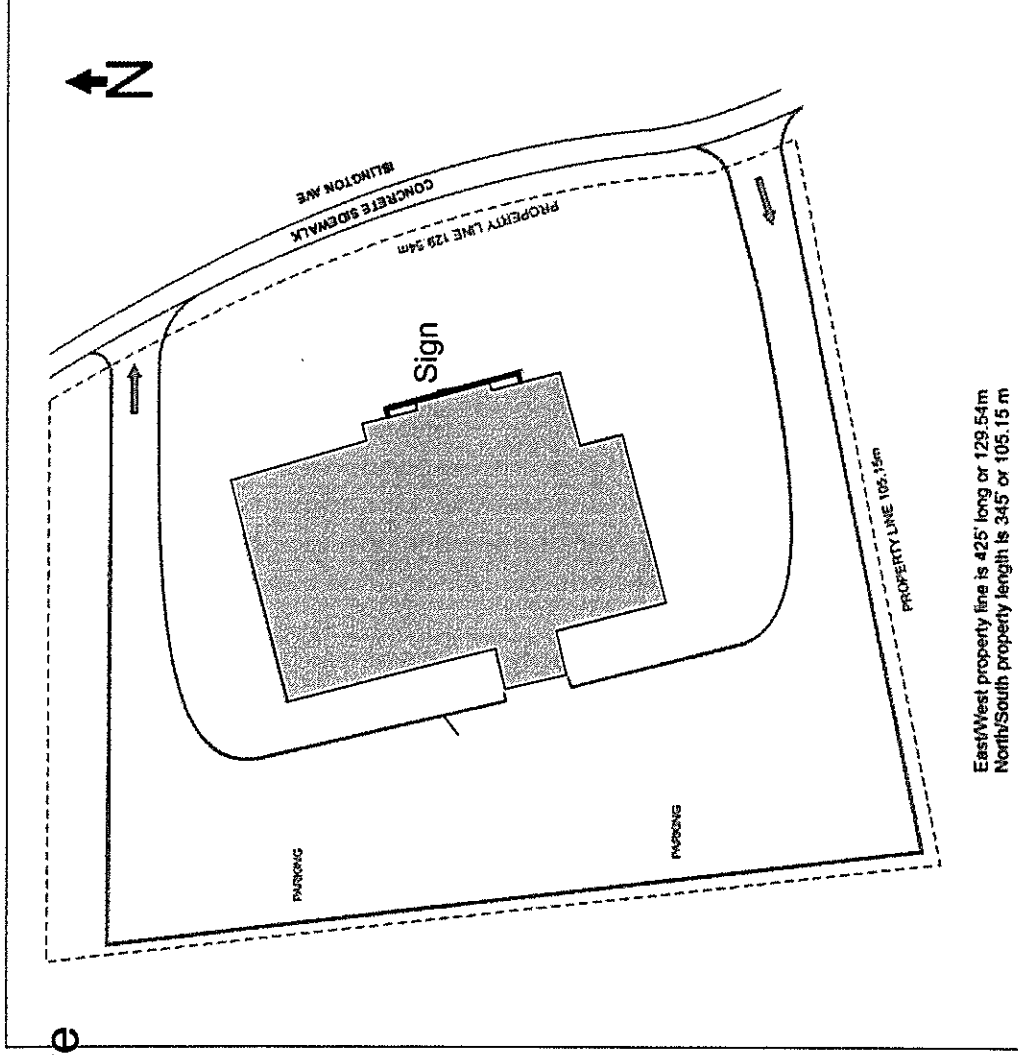 N
ISLINGTON AVE
CONCRETE SIDEWALK
PROPERTY LINE 129.54m
Sign
PROPERTY LINE 105.15m
PARKING
PARKING
e
East/West property line is 425' long or 129.54m
North/South property length is 345' or 105.15 m